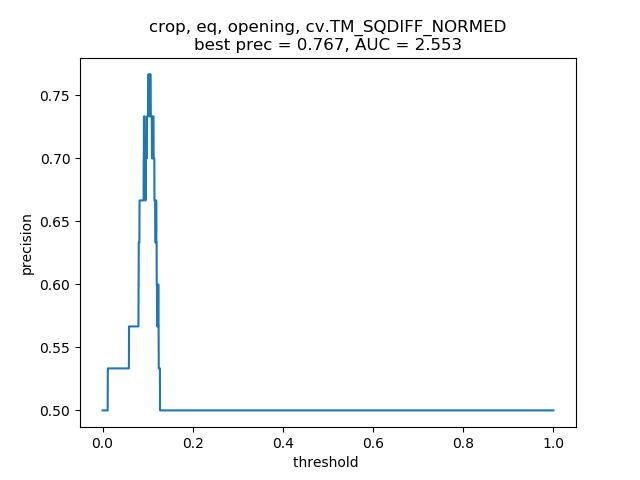 crop, eq, opening, cv.TM_SQDIFF_NORMED
best prec = 0.767, AUC = 2.553
0.75
0.70
0.65
0.60
0.55
0.50
precision
0.0 0.2 0.4 0.6 0.8 1.0
threshold